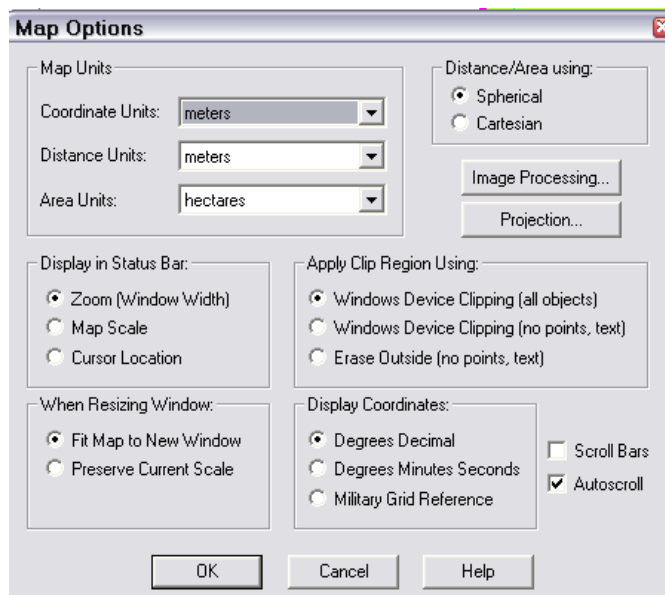 Map Options
Map Units
Coordinate Units: meters
Distance Units: meters
Area Units: hectares
Distance/Area using:
Spherical
Cartesian
Image Processing...
Projection...
Display in Status Bar:
Zoom (Window Width)
Map Scale
Cursor Location
Apply Clip Region Using:
Windows Device Clipping (all objects)
Windows Device Clipping (no points, text)
Erase Outside (no points, text)
When Resizing Window:
Fit Map to New Window
Preserve Current Scale
Display Coordinates:
Degrees Decimal
Degrees Minutes Seconds
Military Grid Reference
Scroll Bars
Autoscroll
OK Cancel Help